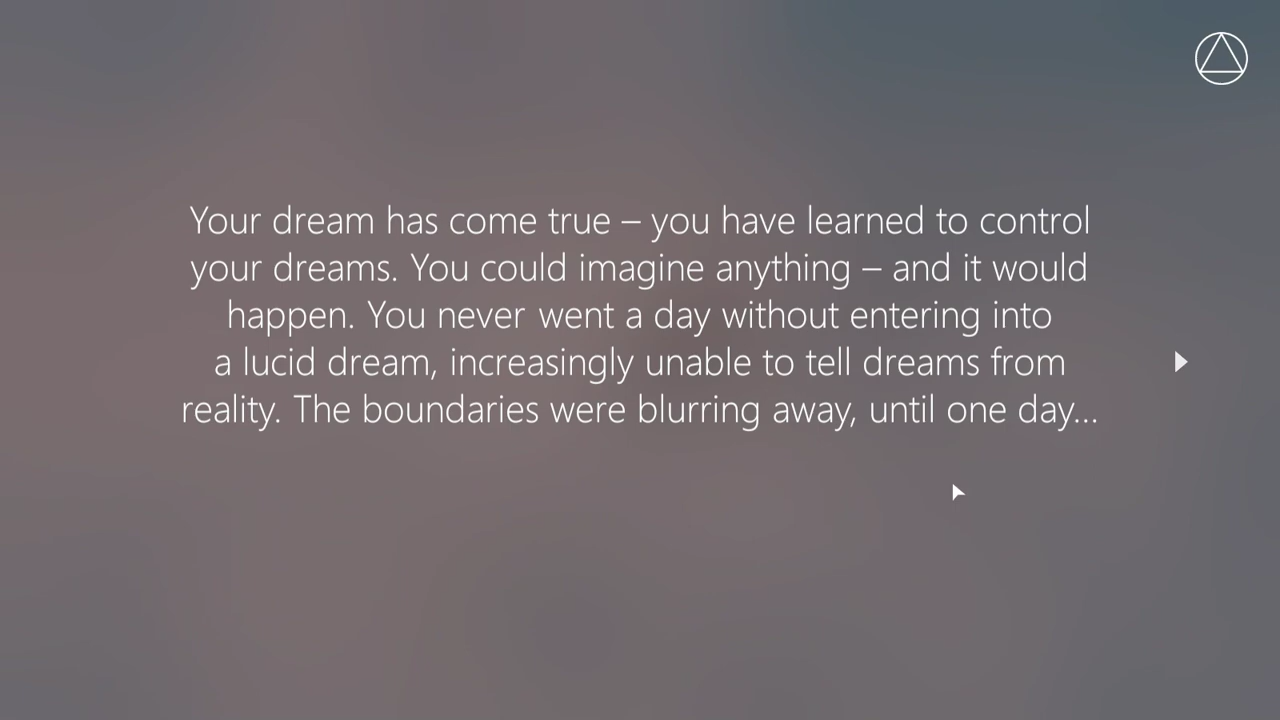 Your dream has come true – you have learned to control
your dreams. You could imagine anything – and it would
happen. You never went a day without entering into
a lucid dream, increasingly unable to tell dreams from
reality. The boundaries were blurring away, until one day...